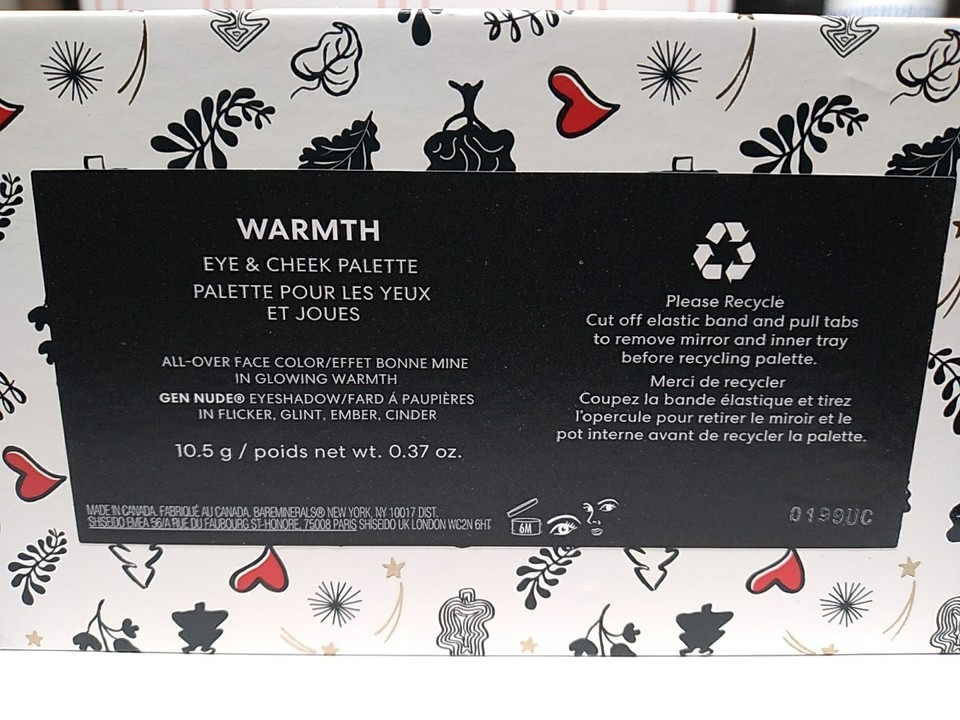 WARMTH
EYE & CHEEK PALETTE
PALETTE POUR LES YEUX
ET JOUES
ALL-OVER FACE COLOR/EFFET BONNE MINE
IN GLOWING WARMTH
GEN NUDE® EYESHADOW/FARD Á PAUPIÈRES
IN FLICKER, GLINT, EMBER, CINDER
10.5 g / poids net wt. 0.37 oz.
MADE IN CANADA. FABRIQUÉ AU CANADA. BAREMINERALS® NEW YORK, NY 10017 DIST.
SHISEIDO EMEA 56/A RUE DU FAUBOURG ST-HONORE, 75008 PARIS SHISEIDO UK LONDON WC2N 6HT
6M
Please Recycle
Cut off elastic band and pull tabs
to remove mirror and inner tray
before recycling palette.
Merci de recycler
Coupez la bande élastique et tirez
l'opercule pour retirer le miroir et le
pot interne avant de recycler la palette.
0199UC